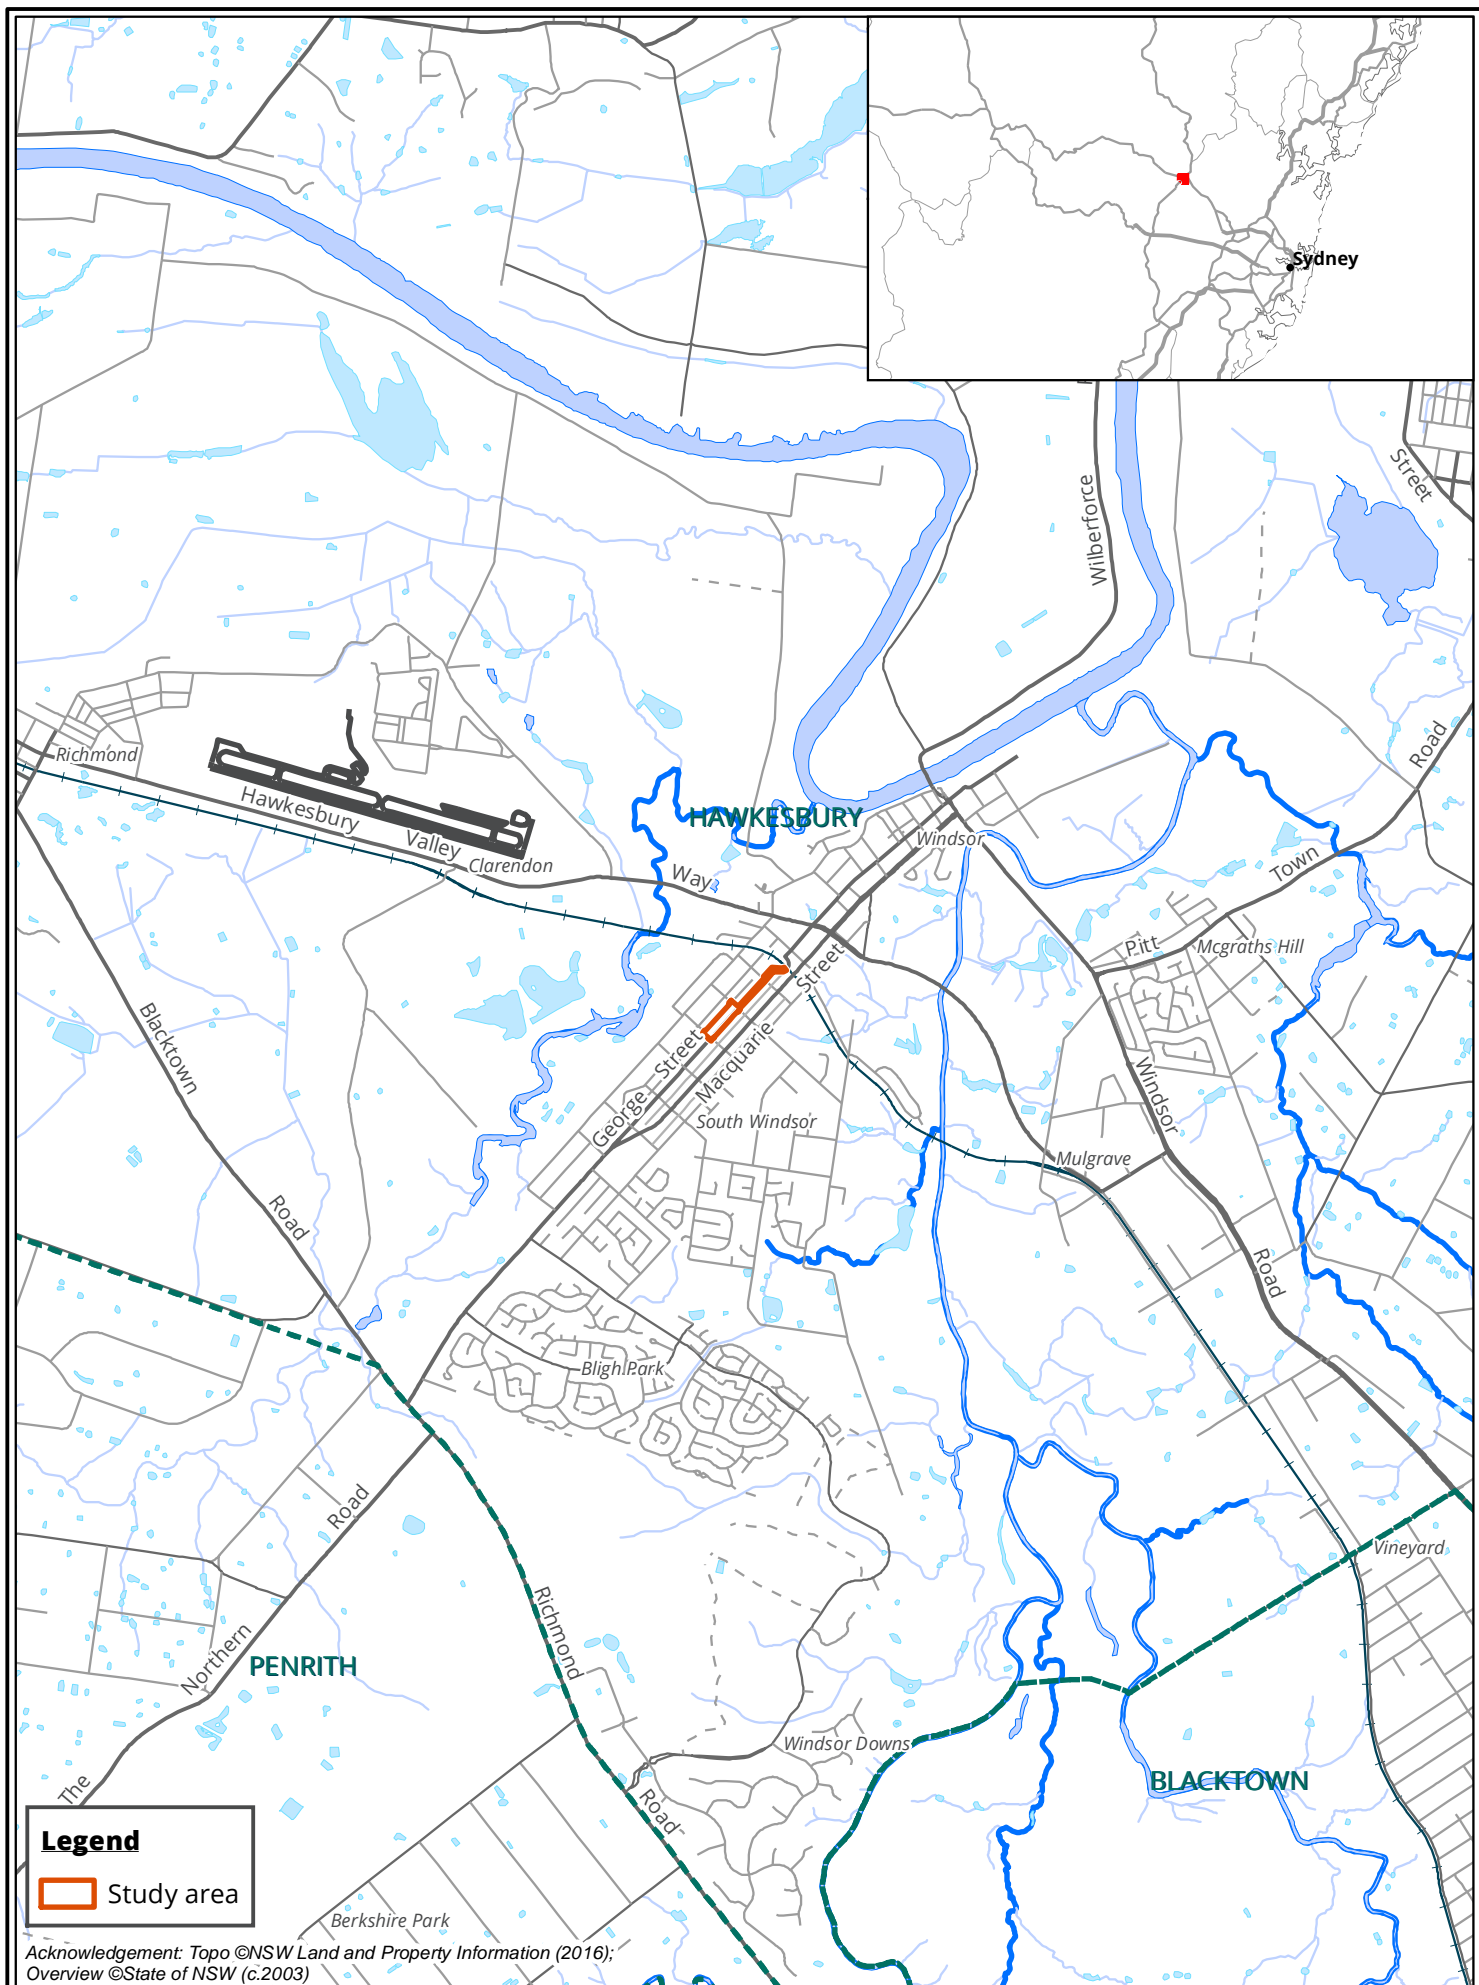 Sydney
Street
Wilberforce
Road
Richmond
Hawkesbury
Valley
Clarendon
Way
HAWKESBURY
Windsor
Town
Pitt
Mcgraths Hill
Street
Blacktown
Street
Macquarie
George
South Windsor
Windsor
Mulgrave
Road
Road
Bligh Park
Road
Vineyard
Richmond
Northern
PENRITH
Windsor Downs
BLACKTOWN
The
Road
Legend
Study area
Berkshire Park
Acknowledgement: Topo ©NSW Land and Property Information (2016);
Overview ©State of NSW (c.2003)